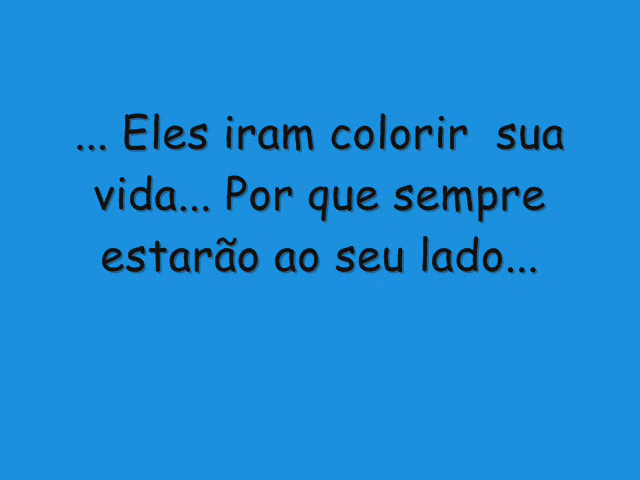 ... Eles iram colorir  sua
vida... Por que sempre
estarão ao seu lado...